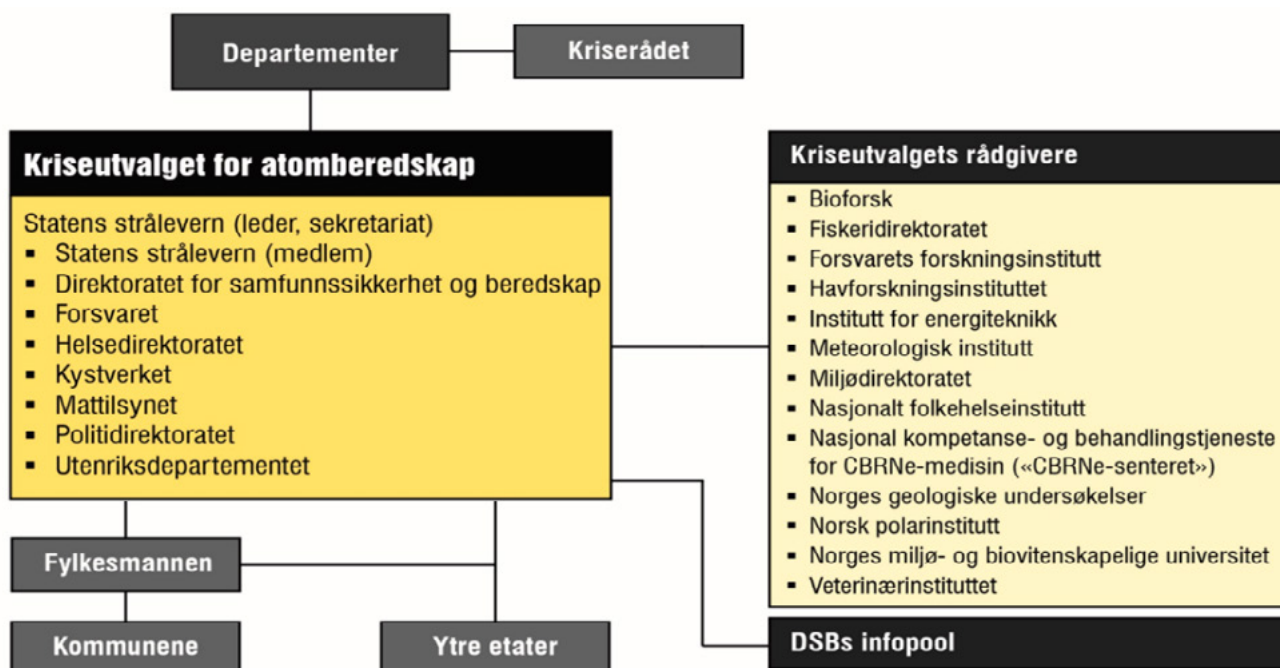 Departementer
Kriserådet
Kriseutvalget for atomberedskap
Statens strålevern (leder, sekretariat)
▪ Statens strålevern (medlem)
▪ Direktoratet for samfunnssikkerhet og beredskap
▪ Forsvaret
▪ Helsedirektoratet
▪ Kystverket
▪ Mattilsynet
▪ Politidirektoratet
▪ Utenriksdepartementet
Kriseutvalgets rådgivere
▪ Bioforsk
▪ Fiskeridirektoratet
▪ Forsvarets forskningsinstitutt
▪ Havforskningsinstituttet
▪ Institutt for energiteknikk
▪ Meteorologisk institutt
▪ Miljødirektoratet
▪ Nasjonalt folkehelseinstitutt
▪ Nasjonal kompetanse- og behandlingstjeneste
for CBRNe-medisin («CBRNe-senteret»)
▪ Norges geologiske undersøkelser
▪ Norsk polarinstitutt
▪ Norges miljø- og biovitenskapelige universitet
▪ Veterinærinstituttet
Fylkesmannen
Kommunene
Ytre etater
DSBs infopool